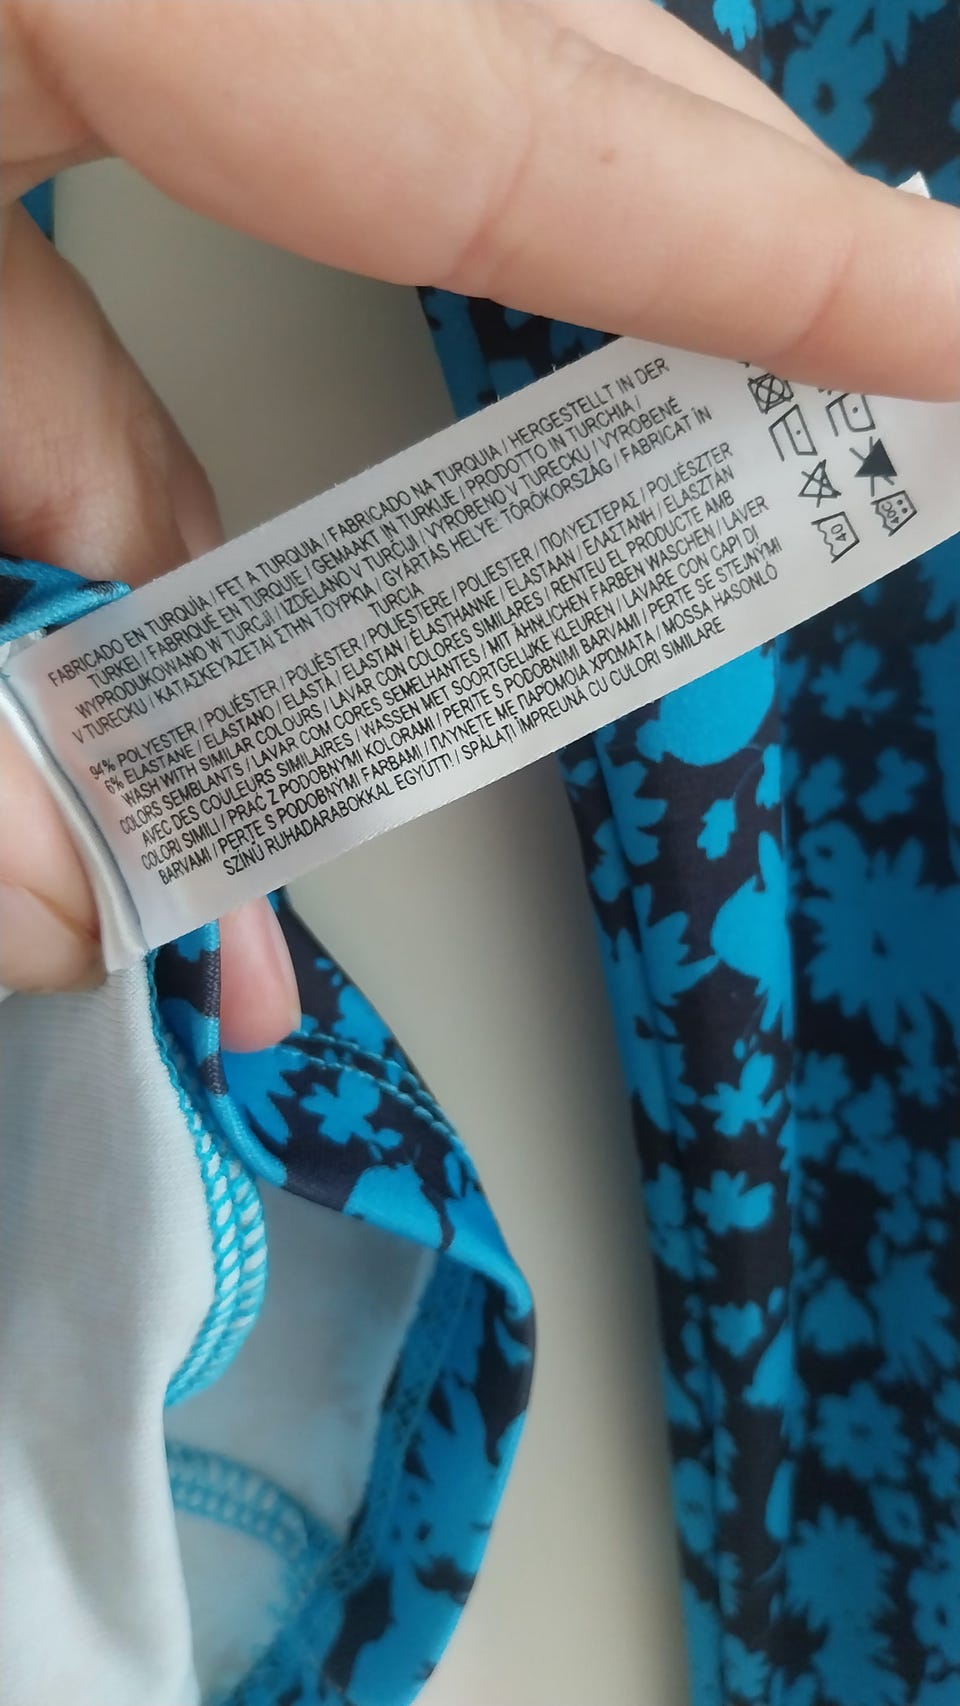 FABRICADO EN TURQUÍA / FET A TURQUIA / FABRICADO NA TURQUIA / HERGESTELLT IN DER
TURKEI / FABRIQUÉ EN TURQUIE / GEMAAKT IN TURKIJE / PRODOTTO IN TURCHIA /
WYPRODUKOWANO W TURCJI / IZDELANO V TURČIJI / VYROBENO V TURECKU / VYROBENÉ
V TURECKU / ΚΑΤΑΣΚΕΥΑΖΕΤΑΙ ΣΤΗΝ ΤΟΥΡΚΙΑ / GYÁRTÁS HELYE: TÖRÖKORSZÁG / FABRICAT ÎN
TURCIA
94% POLYESTER / POLIÉSTER / POLIÈSTER / POLIESTERE / POLYESTER / POLIESTER / ΠΟΛΥΕΣΤΕΡΑΣ / POLIÉSZTER
6% ELASTANE / ELASTANO / ELASTÀ / ELASTAN / ÉLASTHANNE / ELASTAAN / ΕΛΑΣΤΑΝΗ / ELASZTÁN
WASH WITH SIMILAR COLOURS / LAVAR CON COLORES SIMILARES / RENTEU EL PRODUCTE AMB
COLORS SEMBLANTS / LAVAR COM CORES SEMELHANTES / MIT ÄHNLICHEN FARBEN WASCHEN / LAVER
AVEC DES COULEURS SIMILAIRES / WASSEN MET SOORTGELIJKE KLEUREN / LAVARE CON CAPI DI
COLORI SIMILI / PRAĆ Z PODOBNYMI KOLORAMI / PERITE S PODOBNIMI BARVAMI / PERTE SE STEJNÝMI
BARVAMI / PERTE S PODOBNÝMI FARBAMI / ΠΛΥΝΕΤΕ ΜΕ ΠΑΡΟΜΟΙΑ ΧΡΩΜΑΤΑ / MOSSA HASONLÓ
SZÍNŰ RUHADARABOKKAL EGYÜTT! / SPĂLAȚI ÎMPREUNĂ CU CULORI SIMILARE
40
40